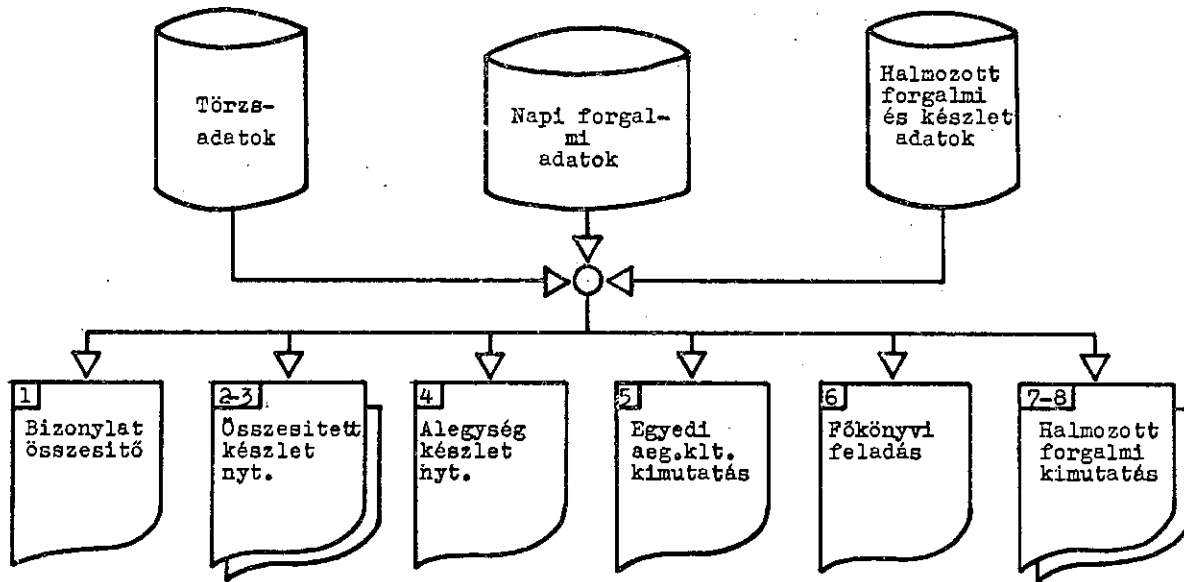 Törzs-
adatok
Napi forgal-
mi
adatok
Halmozott
forgalmi
és készlet
adatok
1
Bizonylat
összesitő
2-3
Összesitett
készlet
nyt.
4
Alegység
készlet
nyt.
5
Egyedi
aeg.klt.
kimutatás
6
Főkönyvi
feladás
7-8
Halmozott
forgalmi
kimutatás